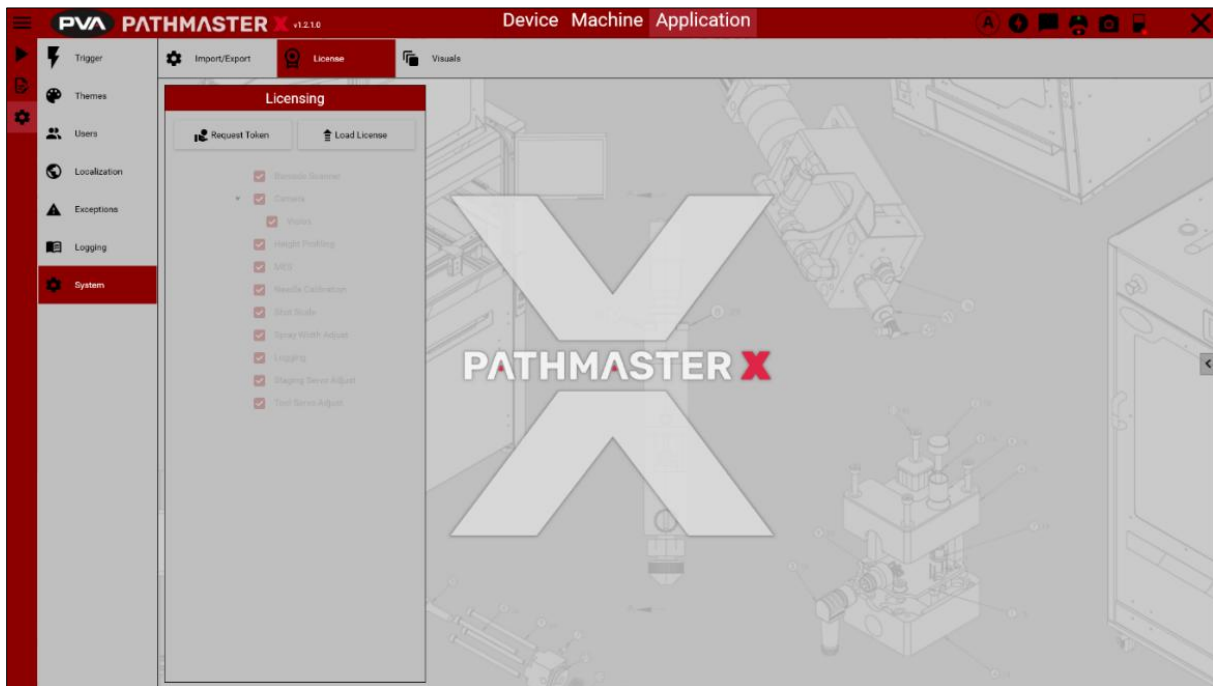 PVA PATHMASTER X v1.2.1.0
Device Machine Application
A
Trigger
Themes
Users
Localization
Exceptions
Logging
System
Import/Export
License
Visuals
Licensing
Request Token
Load License
Barcode Scanner
Camera
Vision
Height Profiling
MES
Needle Calibration
Shot Scale
Spray Width Adjust
Logging
Staging Servo Adjust
Tool Servo Adjust
PATHMASTER X